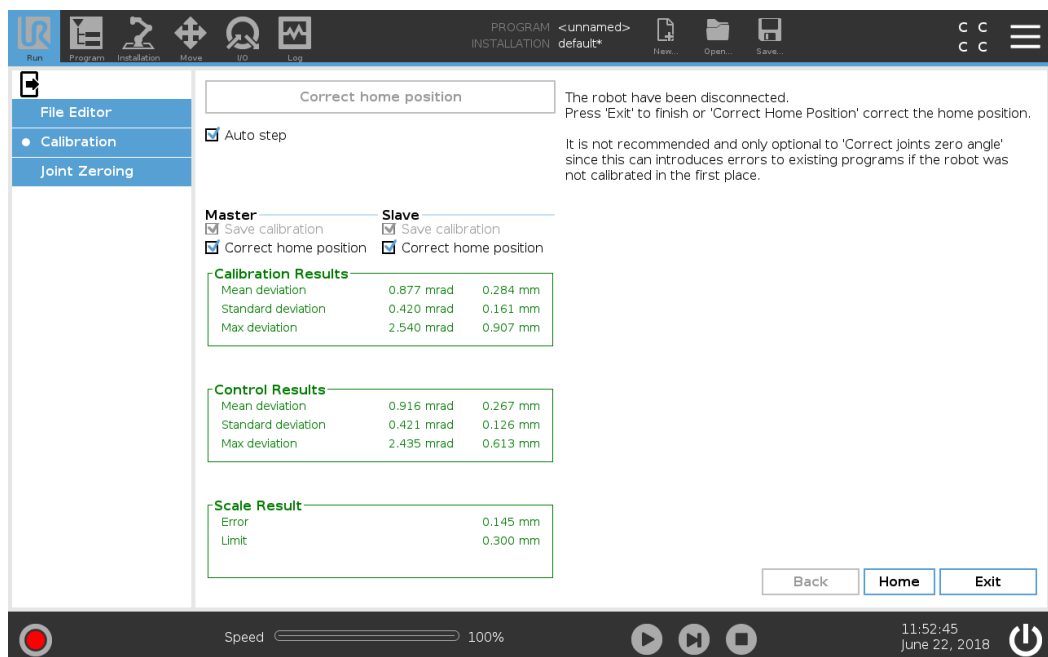 UR
PROGRAM <unnamed>
INSTALLATION default*
Run Program Installation Move I/O Log New... Open... Save...
C C
C C
File Editor
Calibration
Joint Zeroing
Correct home position
Auto step
Master Slave
Save calibration Save calibration
Correct home position Correct home position
Calibration Results
Mean deviation 0.877 mrad 0.284 mm
Standard deviation 0.420 mrad 0.161 mm
Max deviation 2.540 mrad 0.907 mm
Control Results
Mean deviation 0.916 mrad 0.267 mm
Standard deviation 0.421 mrad 0.126 mm
Max deviation 2.435 mrad 0.613 mm
Scale Result
Error 0.145 mm
Limit 0.300 mm
The robot have been disconnected.
Press 'Exit' to finish or 'Correct Home Position' correct the home position.
It is not recommended and only optional to 'Correct joints zero angle'
since this can introduces errors to existing programs if the robot was
not calibrated in the first place.
Back Home Exit
Speed 100%
11:52:45
June 22, 2018